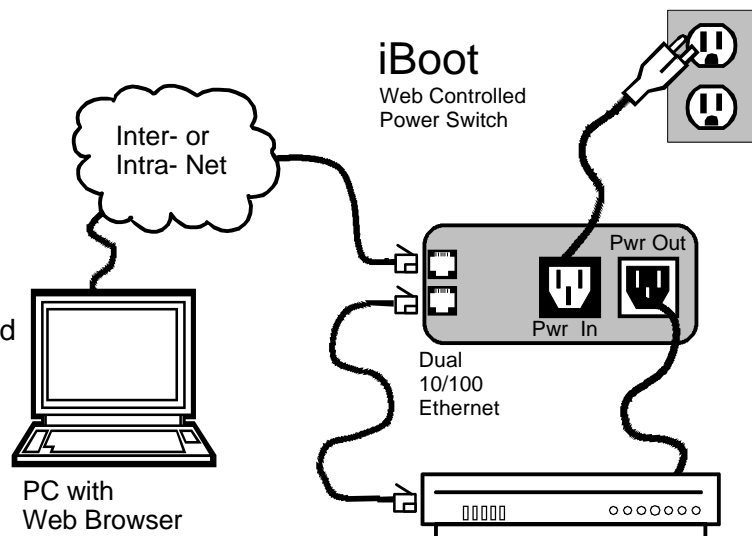 iBoot
Web Controlled
Power Switch
Inter- or
Intra- Net
Pwr Out
Pwr In
d
Dual
10/100
Ethernet
PC with
Web Browser